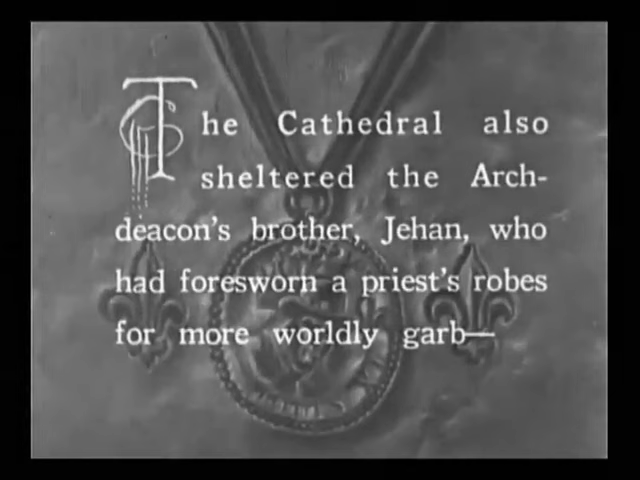 The Cathedral also
sheltered the Arch-
deacon's brother, Jehan, who
had foresworn a priest's robes
for more worldly garb—